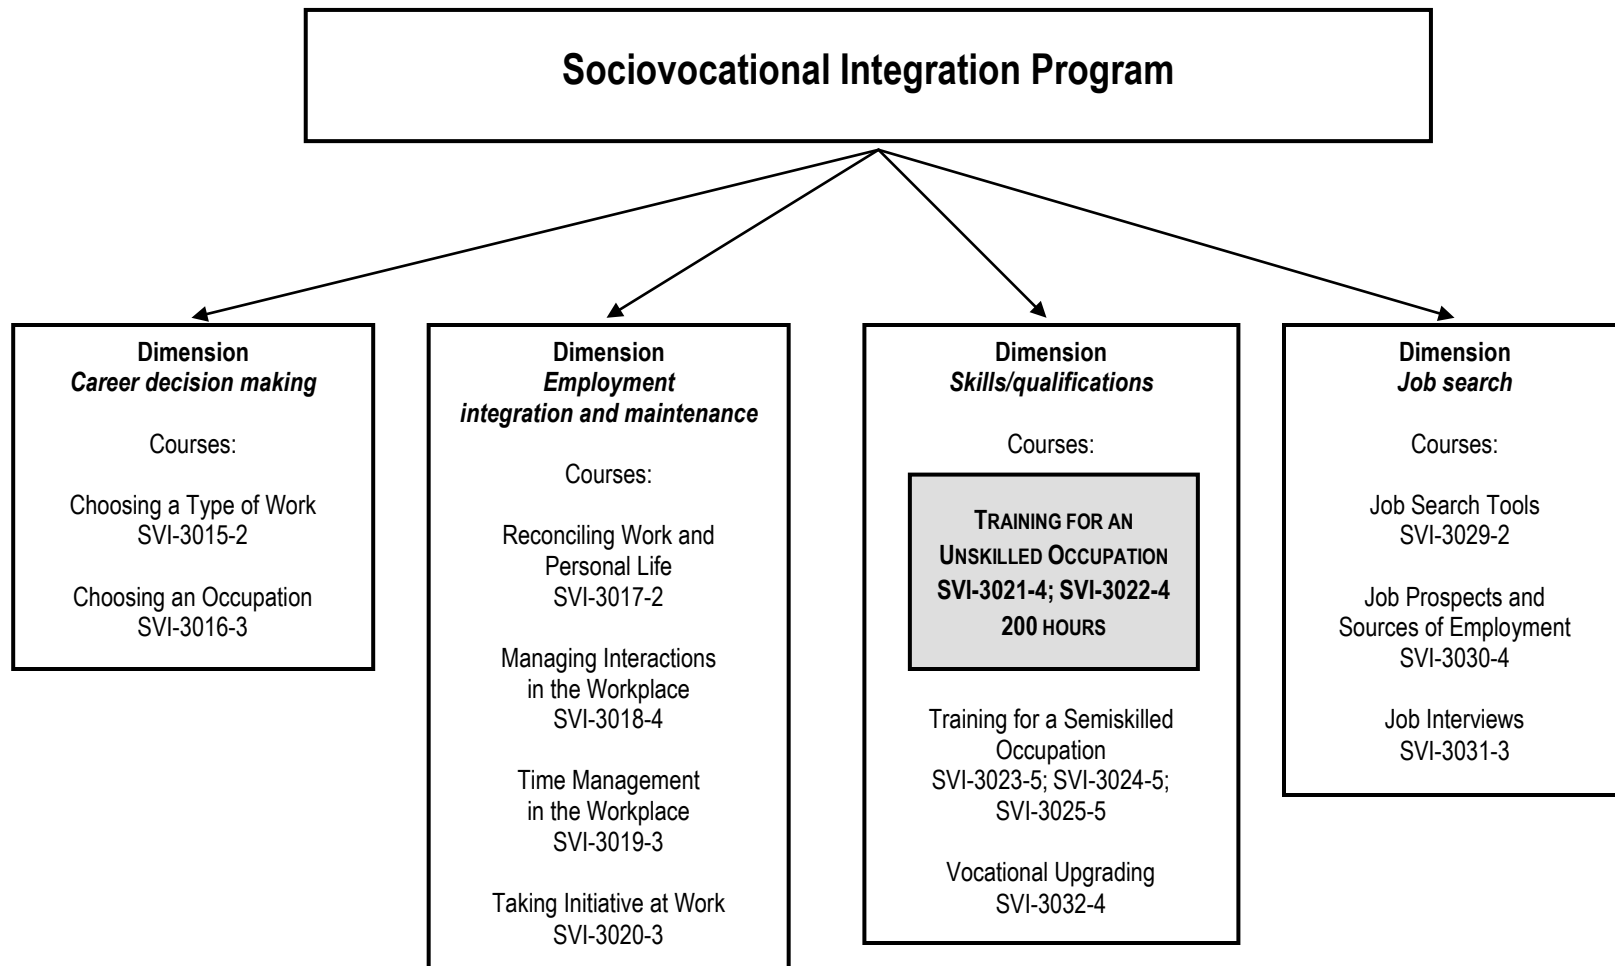 Sociovocational Integration Program
Dimension
Career decision making
Courses:
Choosing a Type of Work
SVI-3015-2
Choosing an Occupation
SVI-3016-3
Dimension
Employment
integration and maintenance
Courses:
Reconciling Work and
Personal Life
SVI-3017-2
Managing Interactions
in the Workplace
SVI-3018-4
Time Management
in the Workplace
SVI-3019-3
Taking Initiative at Work
SVI-3020-3
Dimension
Skills/qualifications
Courses:
TRAINING FOR AN
UNSKILLED OCCUPATION
SVI-3021-4; SVI-3022-4
200 HOURS
Training for a Semiskilled
Occupation
SVI-3023-5; SVI-3024-5;
SVI-3025-5
Vocational Upgrading
SVI-3032-4
Dimension
Job search
Courses:
Job Search Tools
SVI-3029-2
Job Prospects and
Sources of Employment
SVI-3030-4
Job Interviews
SVI-3031-3